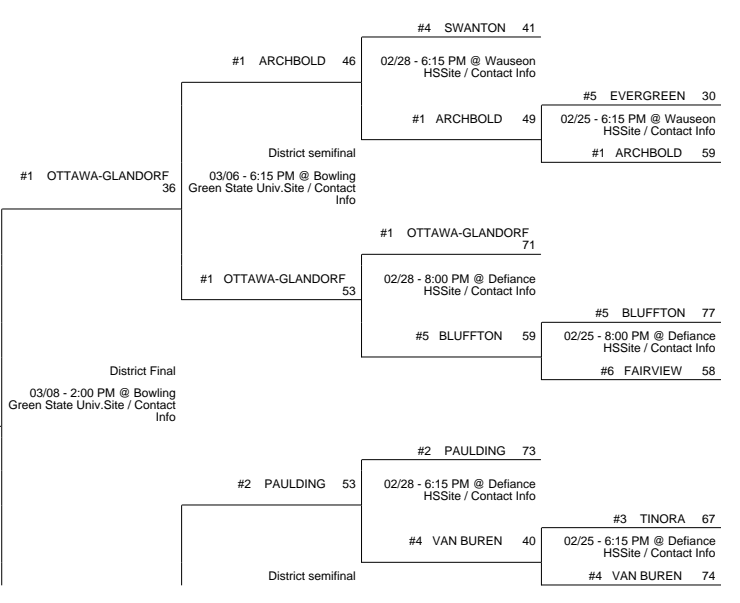 #4 SWANTON 41
#1 ARCHBOLD 46
02/28 - 6:15 PM @ Wauseon
HSSite / Contact Info
#5 EVERGREEN 30
#1 ARCHBOLD 49
02/25 - 6:15 PM @ Wauseon
HSSite / Contact Info
District semifinal
#1 ARCHBOLD 59
#1 OTTAWA-GLANDORF
36
03/06 - 6:15 PM @ Bowling
Green State Univ.Site / Contact
Info
#1 OTTAWA-GLANDORF
71
#1 OTTAWA-GLANDORF
53
02/28 - 8:00 PM @ Defiance
HSSite / Contact Info
#5 BLUFFTON 77
#5 BLUFFTON 59
02/25 - 8:00 PM @ Defiance
HSSite / Contact Info
District Final
#6 FAIRVIEW 58
03/08 - 2:00 PM @ Bowling
Green State Univ.Site / Contact
Info
#2 PAULDING 73
#2 PAULDING 53
02/28 - 6:15 PM @ Defiance
HSSite / Contact Info
#3 TINORA 67
#4 VAN BUREN 40
02/25 - 6:15 PM @ Defiance
HSSite / Contact Info
District semifinal
#4 VAN BUREN 74